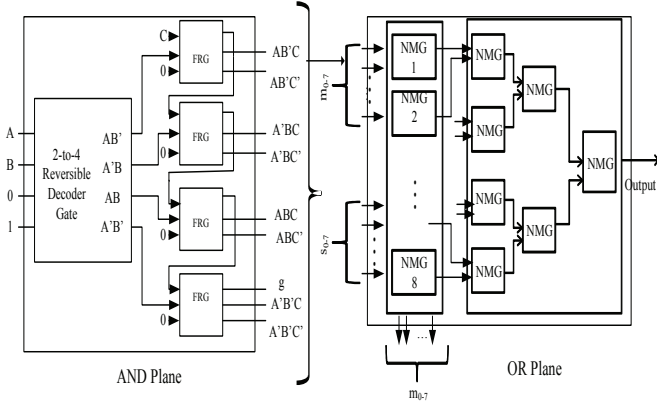 C
0
FRG
AB'C
AB'C'
A
B
0
1
2-to-4
Reversible
Decoder
Gate
AB'
A'B
AB
A'B'
0
FRG
A'BC
A'BC'
0
FRG
ABC
ABC'
0
FRG
g
A'B'C
A'B'C'
AND Plane
m0-7
s0-7
NMG
1
NMG
2
NMG
8
NMG
NMG
NMG
NMG
NMG
NMG
NMG
Output
m0-7
OR Plane